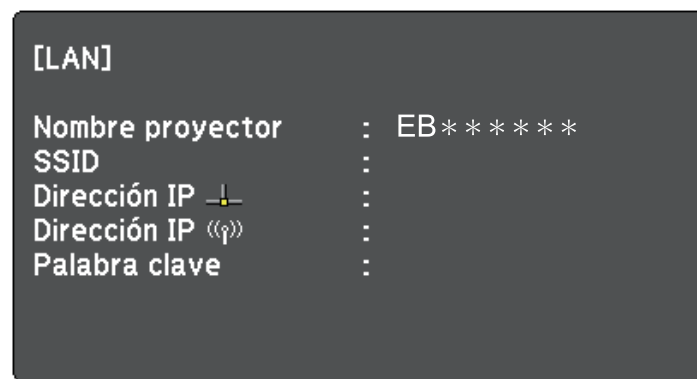 [LAN]
Nombre proyector : EB******
SSID :
Dirección IP :
Dirección IP :
Palabra clave :